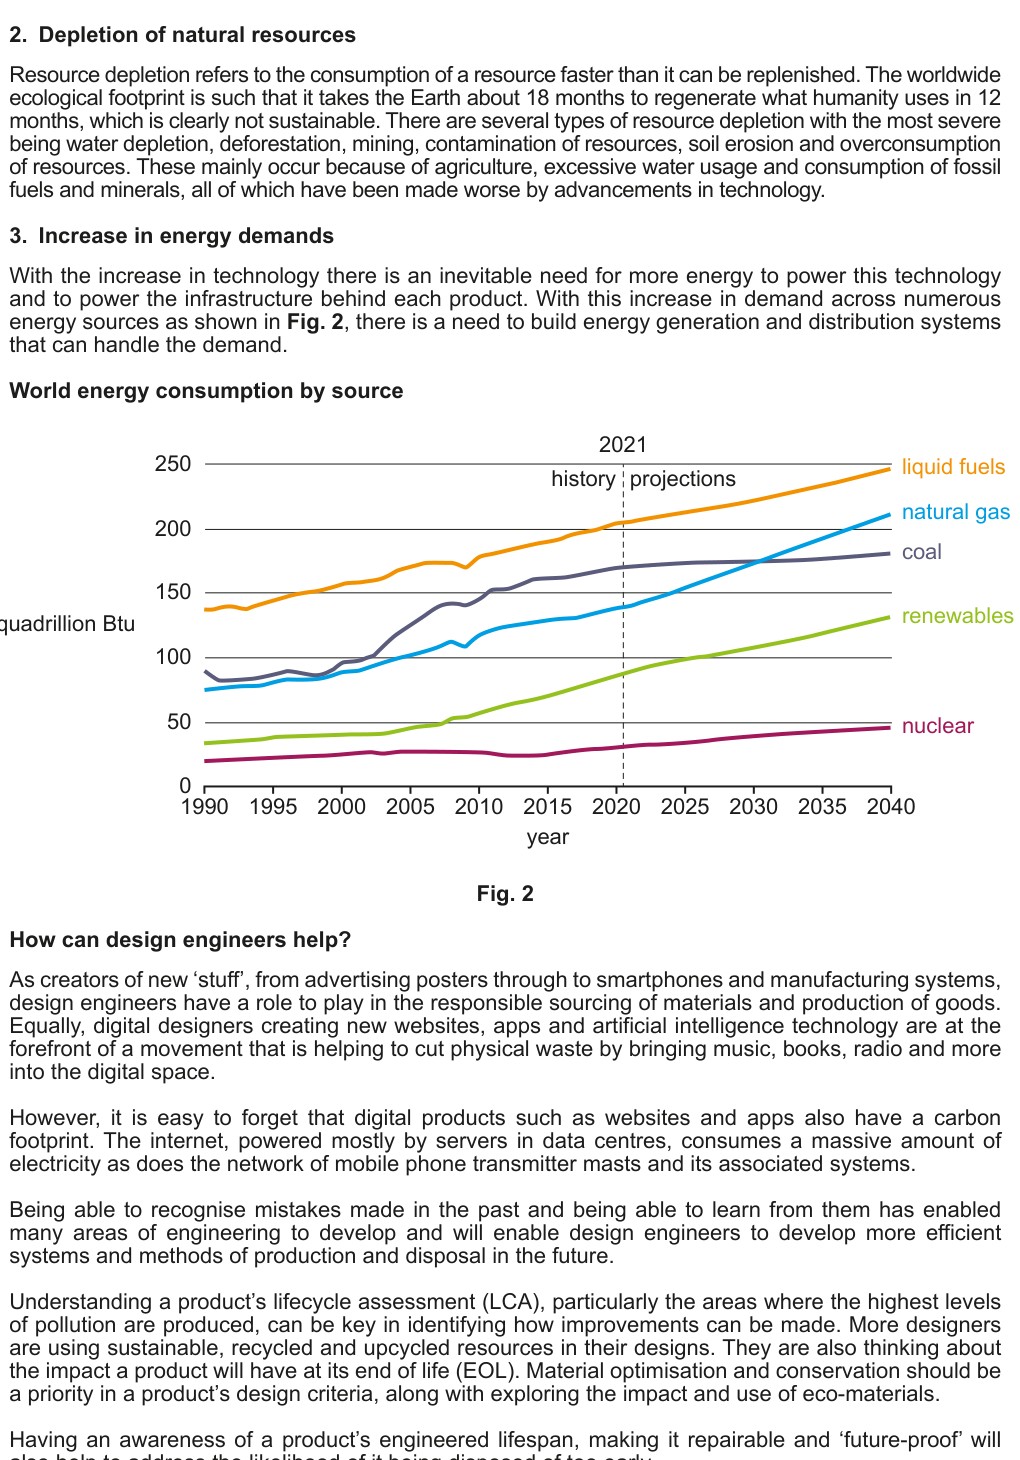 2. Depletion of natural resources
Resource depletion refers to the consumption of a resource faster than it can be replenished. The worldwide
ecological footprint is such that it takes the Earth about 18 months to regenerate what humanity uses in 12
months, which is clearly not sustainable. There are several types of resource depletion with the most severe
being water depletion, deforestation, mining, contamination of resources, soil erosion and overconsumption
of resources. These mainly occur because of agriculture, excessive water usage and consumption of fossil
fuels and minerals, all of which have been made worse by advancements in technology.
3. Increase in energy demands
With the increase in technology there is an inevitable need for more energy to power this technology
and to power the infrastructure behind each product. With this increase in demand across numerous
energy sources as shown in Fig. 2, there is a need to build energy generation and distribution systems
that can handle the demand.
World energy consumption by source
2021
history projections
250
200
150
100
50
0
quadrillion Btu
liquid fuels
natural gas
coal
renewables
nuclear
1990 1995 2000 2005 2010 2015 2020 2025 2030 2035 2040
year
Fig. 2
How can design engineers help?
As creators of new ‘stuff’, from advertising posters through to smartphones and manufacturing systems,
design engineers have a role to play in the responsible sourcing of materials and production of goods.
Equally, digital designers creating new websites, apps and artificial intelligence technology are at the
forefront of a movement that is helping to cut physical waste by bringing music, books, radio and more
into the digital space.
However, it is easy to forget that digital products such as websites and apps also have a carbon
footprint. The internet, powered mostly by servers in data centres, consumes a massive amount of
electricity as does the network of mobile phone transmitter masts and its associated systems.
Being able to recognise mistakes made in the past and being able to learn from them has enabled
many areas of engineering to develop and will enable design engineers to develop more efficient
systems and methods of production and disposal in the future.
Understanding a product’s lifecycle assessment (LCA), particularly the areas where the highest levels
of pollution are produced, can be key in identifying how improvements can be made. More designers
are using sustainable, recycled and upcycled resources in their designs. They are also thinking about
the impact a product will have at its end of life (EOL). Material optimisation and conservation should be
a priority in a product’s design criteria, along with exploring the impact and use of eco-materials.
Having an awareness of a product’s engineered lifespan, making it repairable and ‘future-proof’ will
also help to address the likelihood of it being disposed of too early.